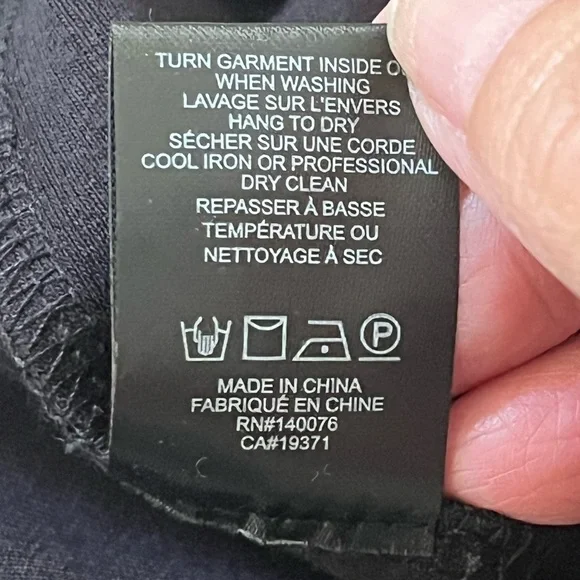 TURN GARMENT INSIDE
WHEN WASHING
LAVAGE SUR L'ENVERS
HANG TO DRY
SÉCHER SUR UNE CORDE
COOL IRON OR PROFESSIONAL
DRY CLEAN
REPASSER À BASSE
TEMPÉRATURE OU
NETTOYAGE À SEC
P
MADE IN CHINA
FABRIQUÉ EN CHINE
RN#140076
CA#19371